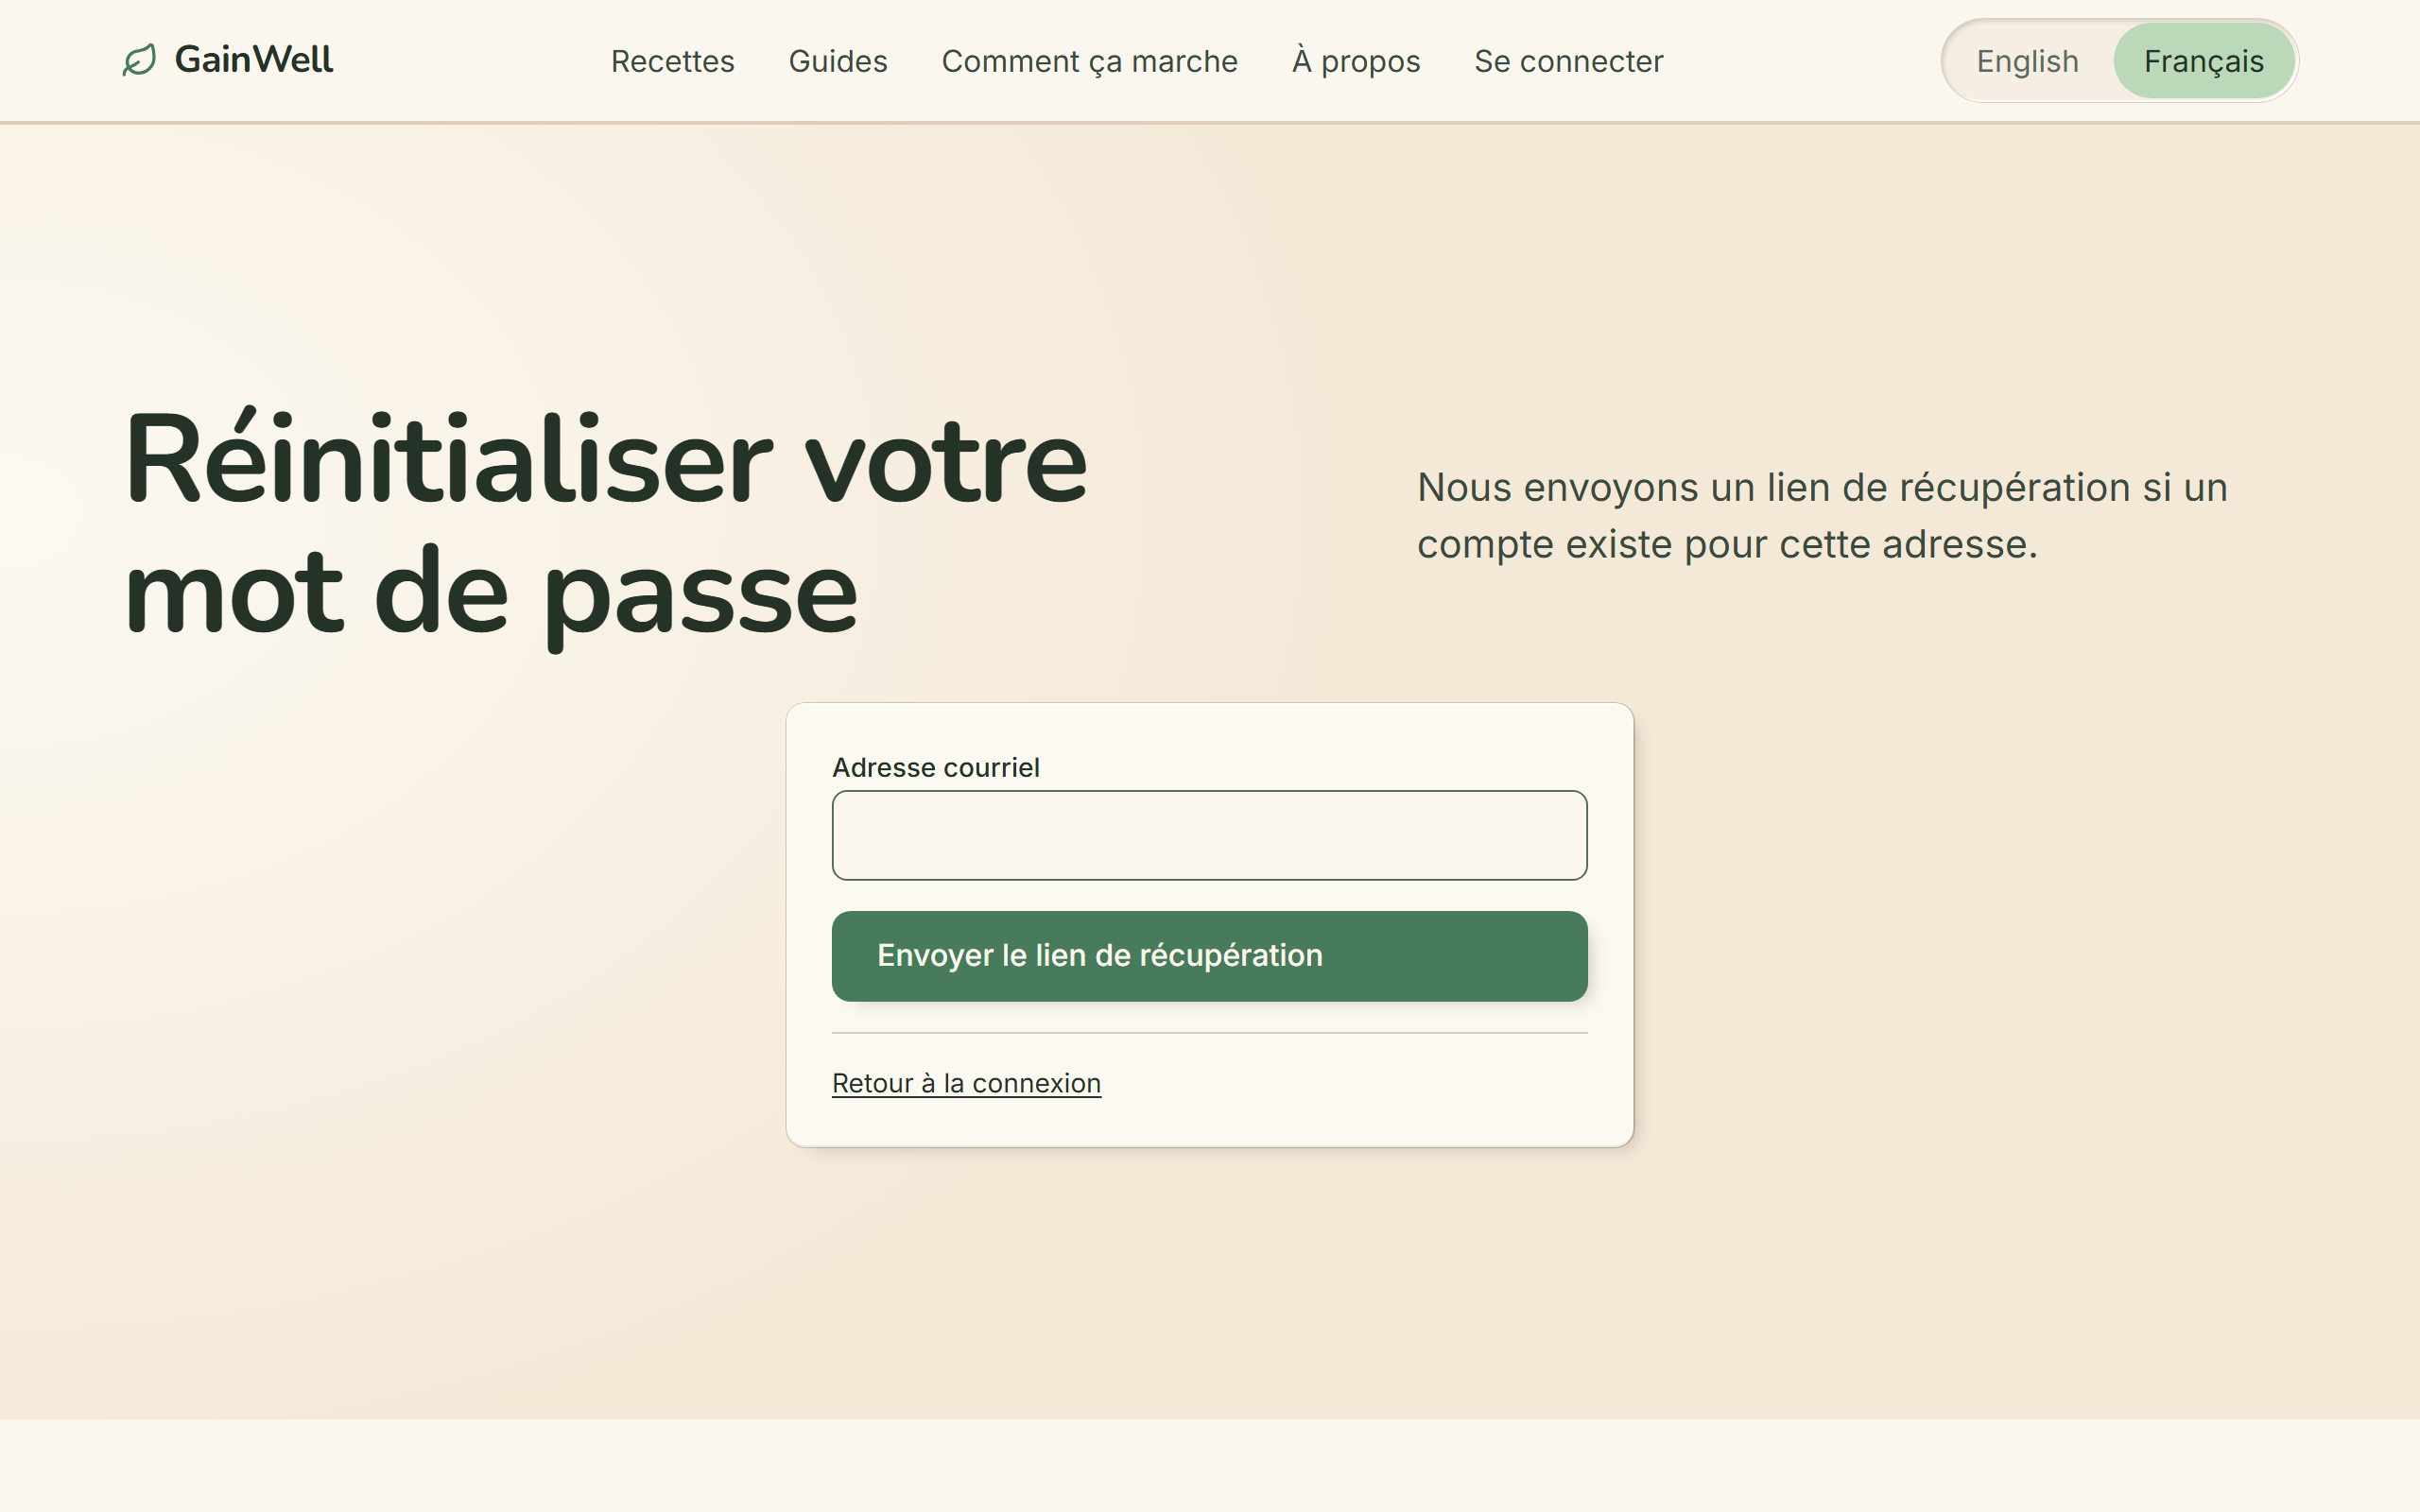 GainWell
Recettes
Guides
Comment ça marche
À propos
Se connecter
English
Français
Réinitialiser votre
mot de passe
Nous envoyons un lien de récupération si un
compte existe pour cette adresse.
Adresse courriel
Envoyer le lien de récupération
Retour à la connexion